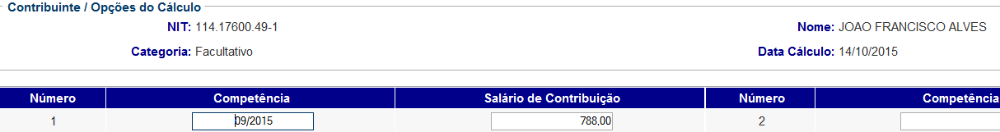 Contribuinte / Opções do Cálculo
NIT: 114.17600.49-1 Nome: JOAO FRANCISCO ALVES
Categoria: Facultativo Data Cálculo: 14/10/2015
Número Competência Salário de Contribuição Número Competência
1 09/2015 788,00 2